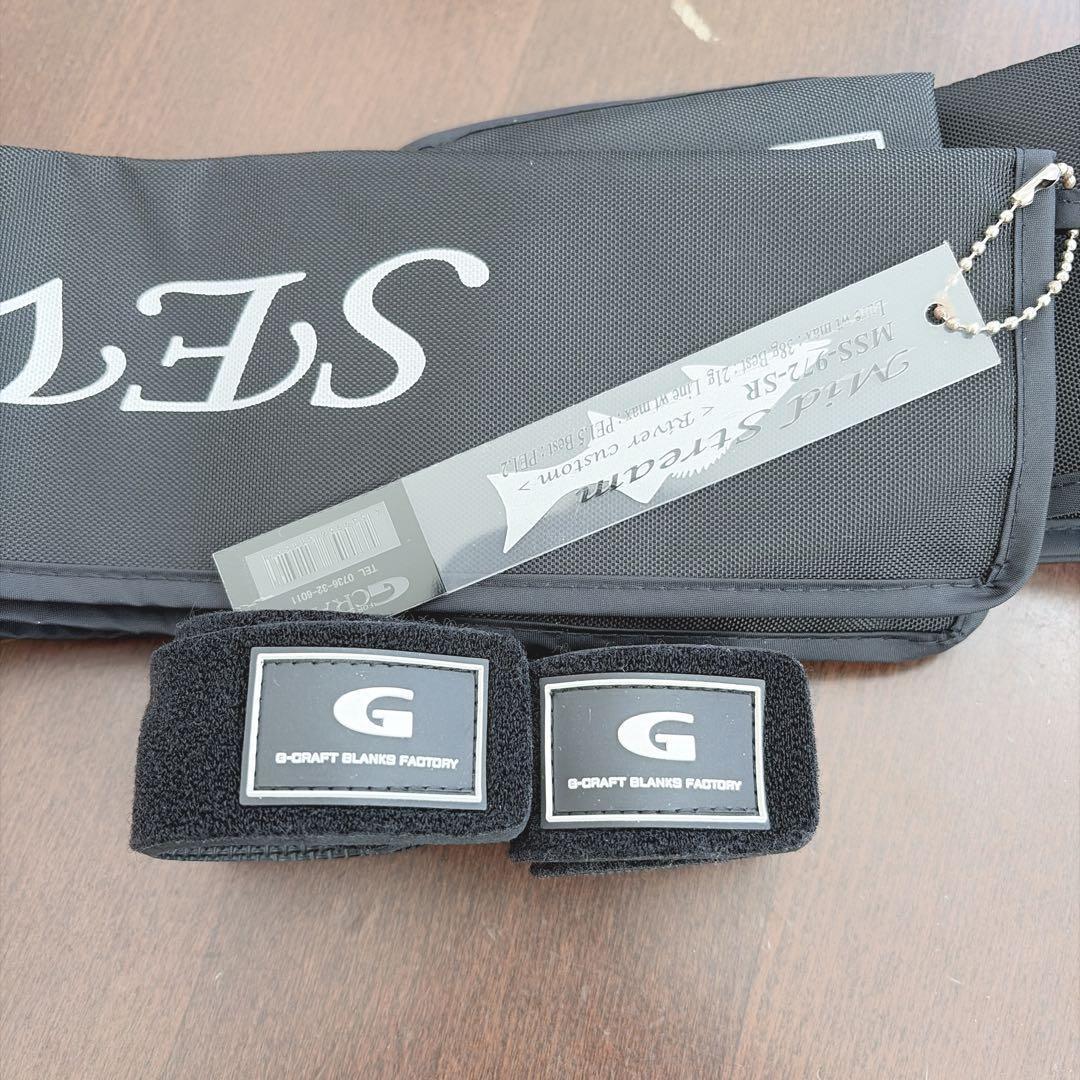 SE
Mid Stream
< River custom >
MSS-972-SR
Lure wt max : 38g Best : 21g Line wt max : PE1.5 Best : PE1.2
TEL 0736-32-6011
G
G-CRAFT BLANKS FACTORY
G
G-CRAFT BLANKS FACTORY